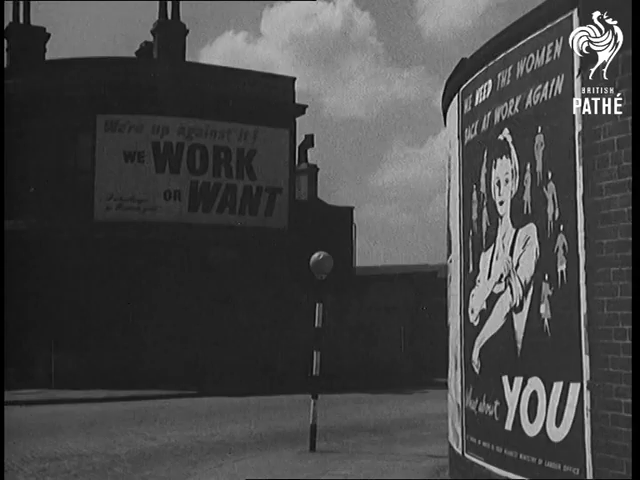 We're up against it!
WE WORK
OR WANT
WE NEED THE WOMEN
BACK AT WORK AGAIN
What about YOU
BRITISH
PATHÉ